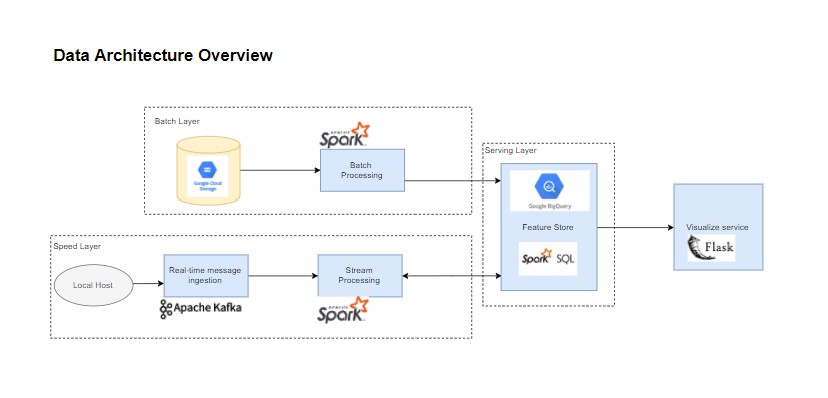 Data Architecture Overview
Batch Layer
APACHE
Spark
Google Cloud
Storage
Batch
Processing
Serving Layer
Google BigQuery
Feature Store
Spark SQL
Visualize service
Flask
Speed Layer
Local Host
Real-time message
ingestion
Apache Kafka
Stream
Processing
APACHE
Spark